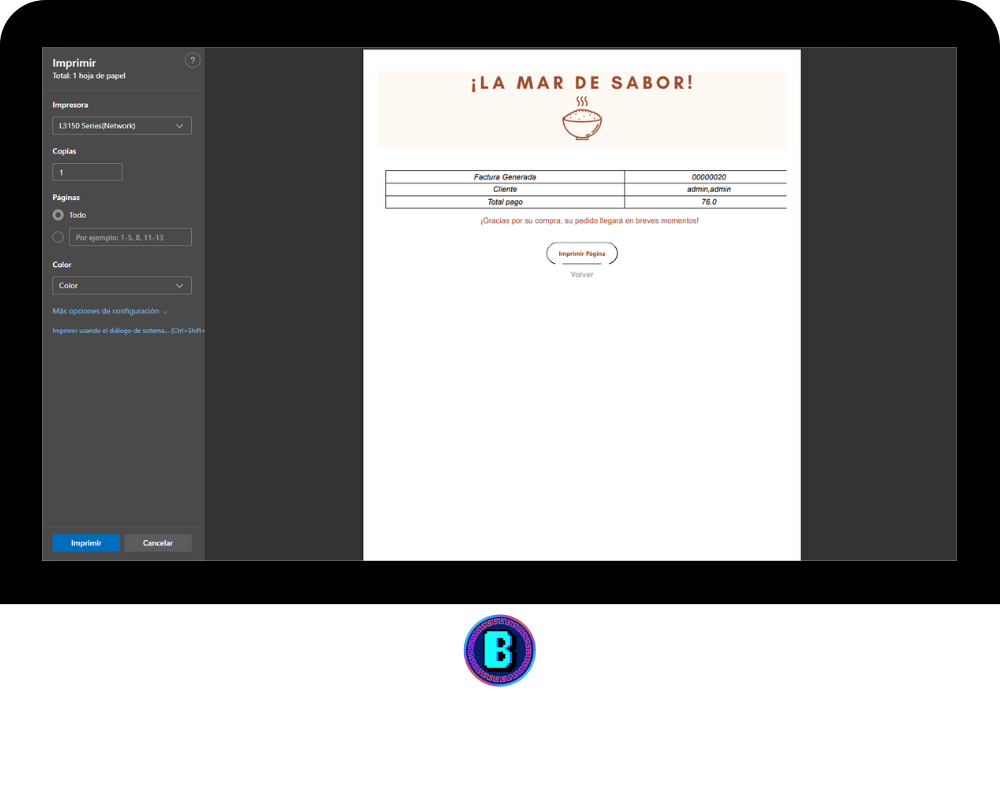 Imprimir
?
Total: 1 hoja de papel
Impresora
L3150 Series(Network)
Copias
1
Páginas
Todo
Por ejemplo: 1-5, 8, 11-13
Color
Color
Más opciones de configuración
Imprimir usando el diálogo de sistema... (Ctrl+Shift+
Imprimir
Cancelar
¡LA MAR DE SABOR!
Factura Generada 00000020
Cliente admin,admin
Total pago 76.0
¡Gracias por su compra, su pedido llegará en breves momentos!
Imprimir Página
Volver
B